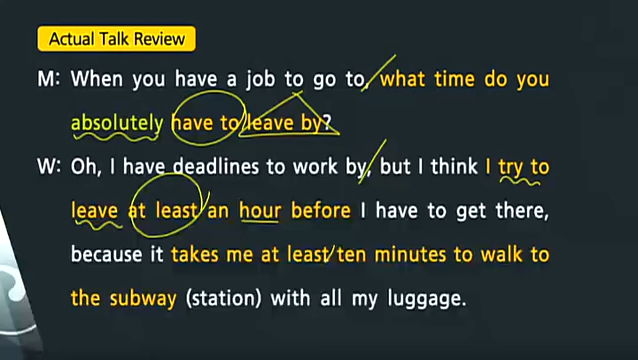 Actual Talk Review
M: When you have a job to go to, what time do you
absolutely have to leave by?
W: Oh, I have deadlines to work by, but I think I try to
leave at least an hour before I have to get there,
because it takes me at least ten minutes to walk to
the subway (station) with all my luggage.